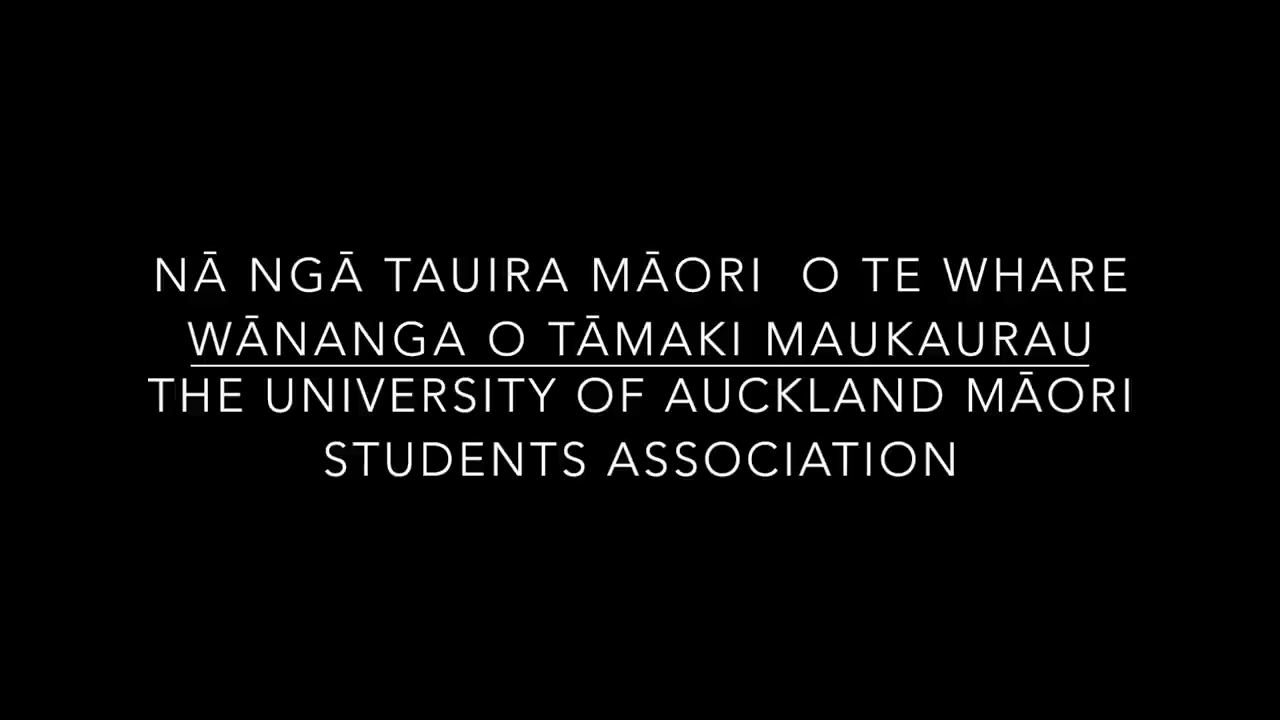 NĀ NGĀ TAUIRA MĀORI  O TE WHARE
WĀNANGA O TĀMAKI MAUKAURAU
THE UNIVERSITY OF AUCKLAND MĀORI
STUDENTS ASSOCIATION